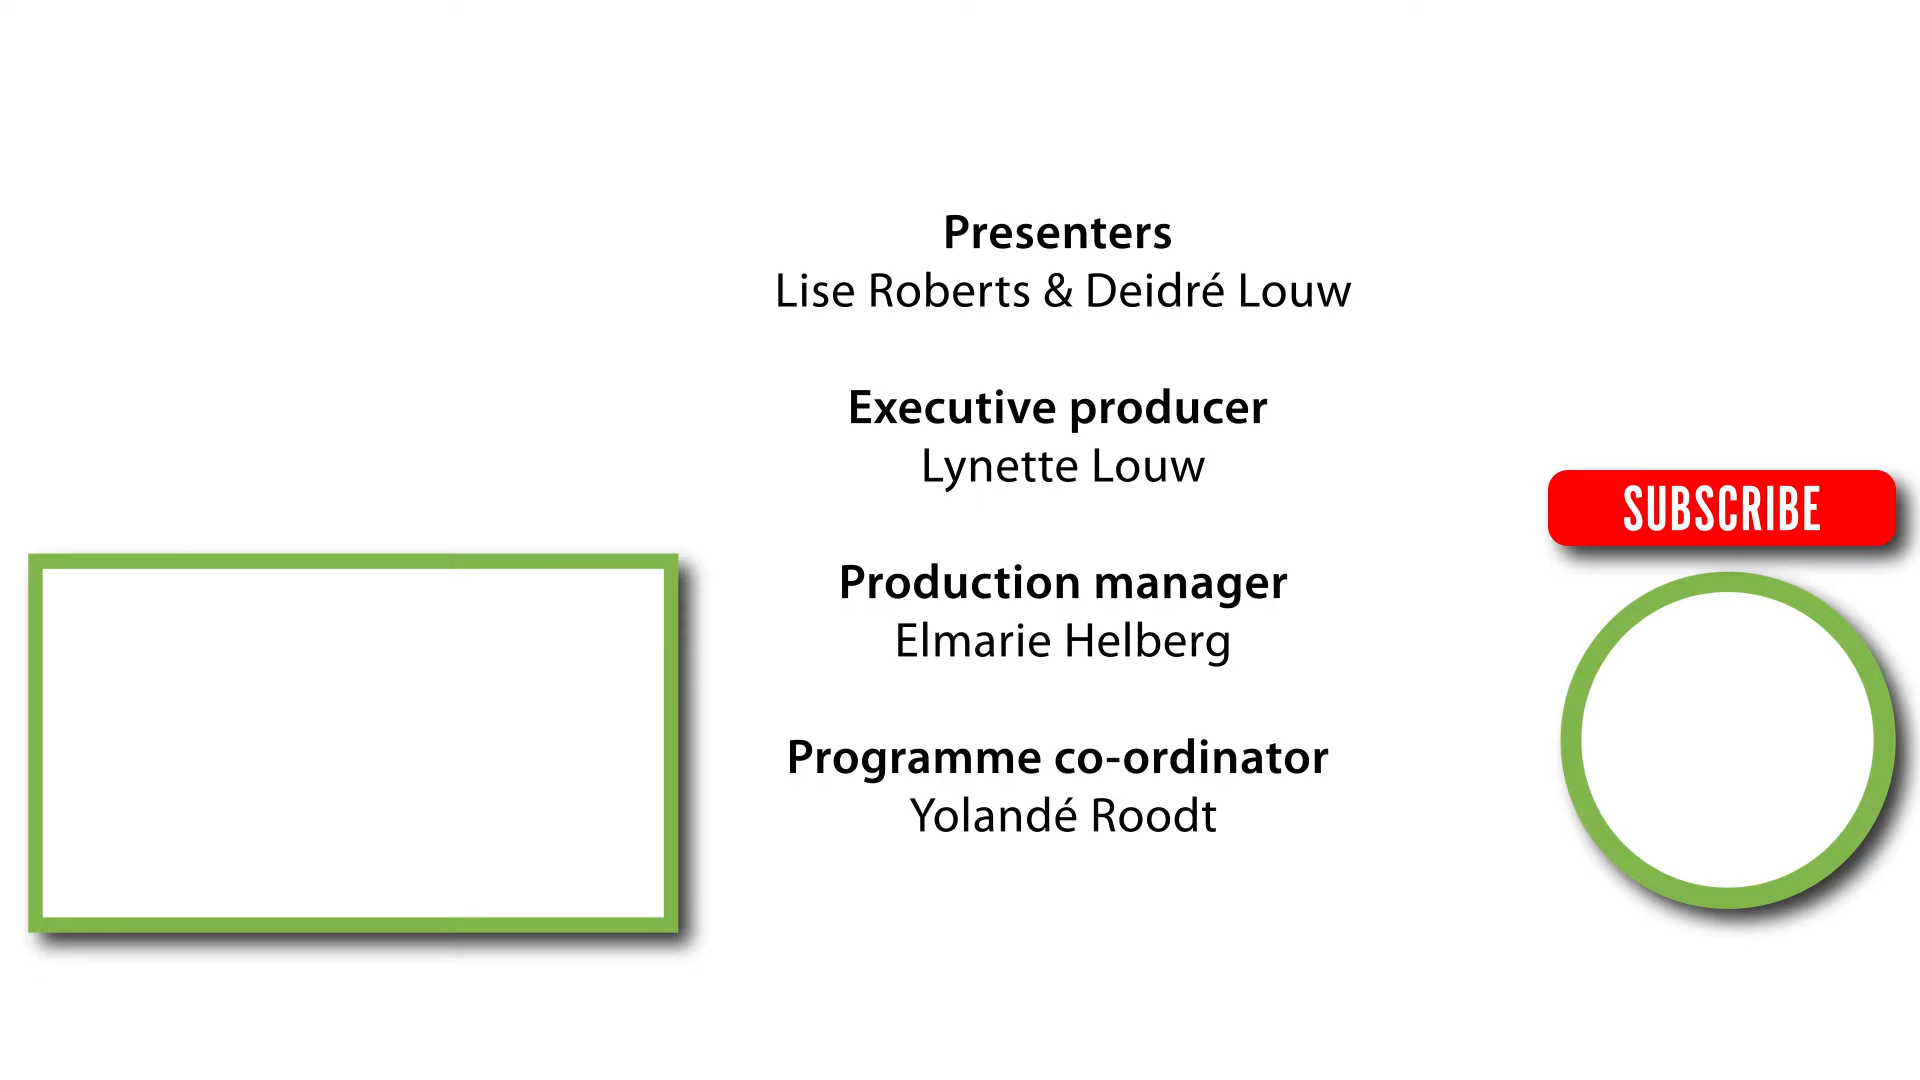 Presenters
Lise Roberts & Deidré Louw
Executive producer
Lynette Louw
Production manager
Elmarie Helberg
Programme co-ordinator
Yolandé Roodt
SUBSCRIBE